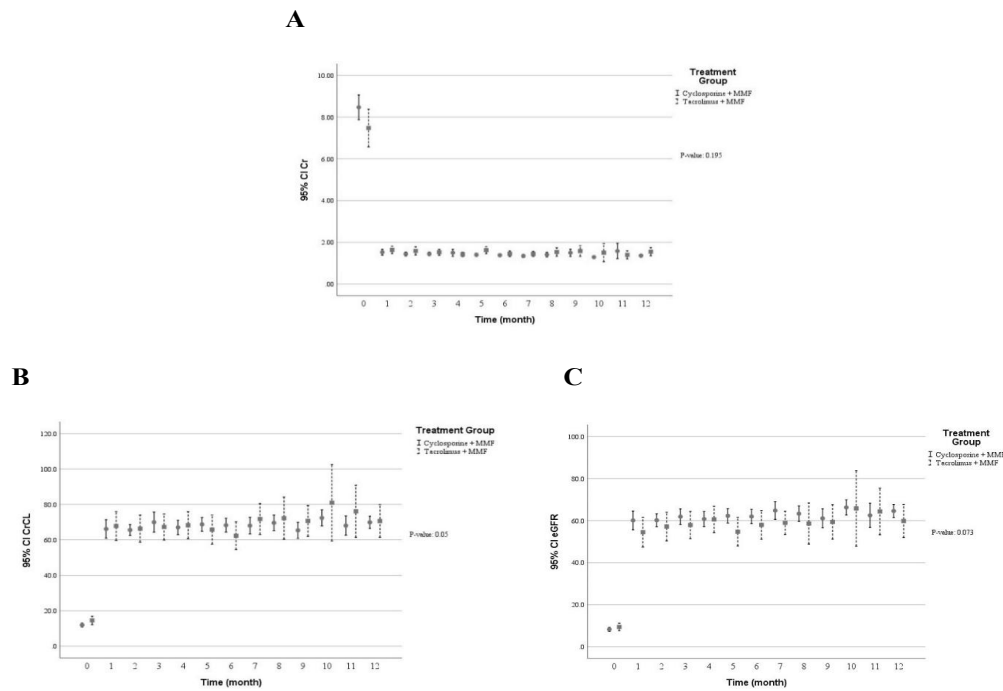 A
Treatment
Group
Cyclosporine + MMF
Tacrolimus + MMF
P-value: 0.195
95% CI Cr
10.00
8.00
6.00
4.00
2.00
.00
0 1 2 3 4 5 6 7 8 9 10 11 12
Time (month)
B
Treatment Group
Cyclosporine + MMF
Tacrolimus + MMF
P-value: 0.05
95% CI CrCL
120.0
100.0
80.0
60.0
40.0
20.0
.0
0 1 2 3 4 5 6 7 8 9 10 11 12
Time (month)
C
Treatment
Group
Cyclosporine + MMF
Tacrolimus + MMF
P-value: 0.073
95% CI eGFR
100.0
80.0
60.0
40.0
20.0
.0
0 1 2 3 4 5 6 7 8 9 10 11 12
Time (month)